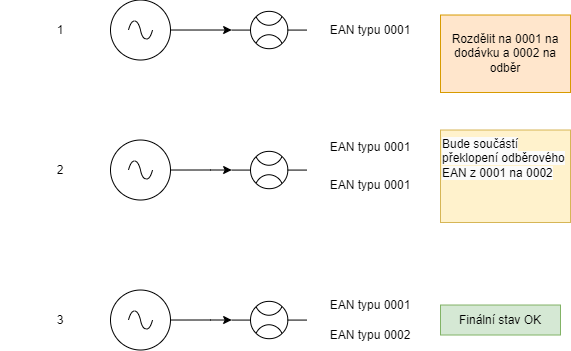 1
EAN typu 0001
Rozdělit na 0001 na
dodávku a 0002 na
odběr
2
EAN typu 0001
EAN typu 0001
Bude součástí
překlopení odběrového
EAN z 0001 na 0002
3
EAN typu 0001
EAN typu 0002
Finální stav OK